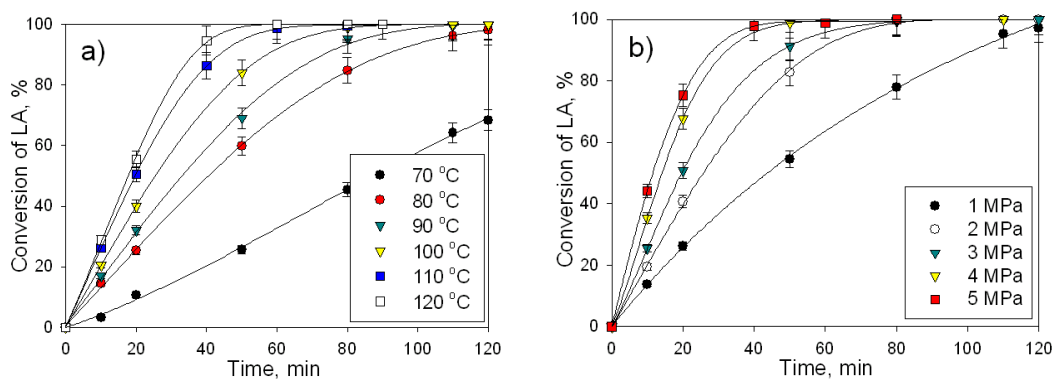 a)
Conversion of LA, %
100
80
60
40
20
0
0 20 40 60 80 100 120
Time, min
70 °C
80 °C
90 °C
100 °C
110 °C
120 °C
b)
Conversion of LA, %
100
80
60
40
20
0
0 20 40 60 80 100 120
Time, min
1 MPa
2 MPa
3 MPa
4 MPa
5 MPa